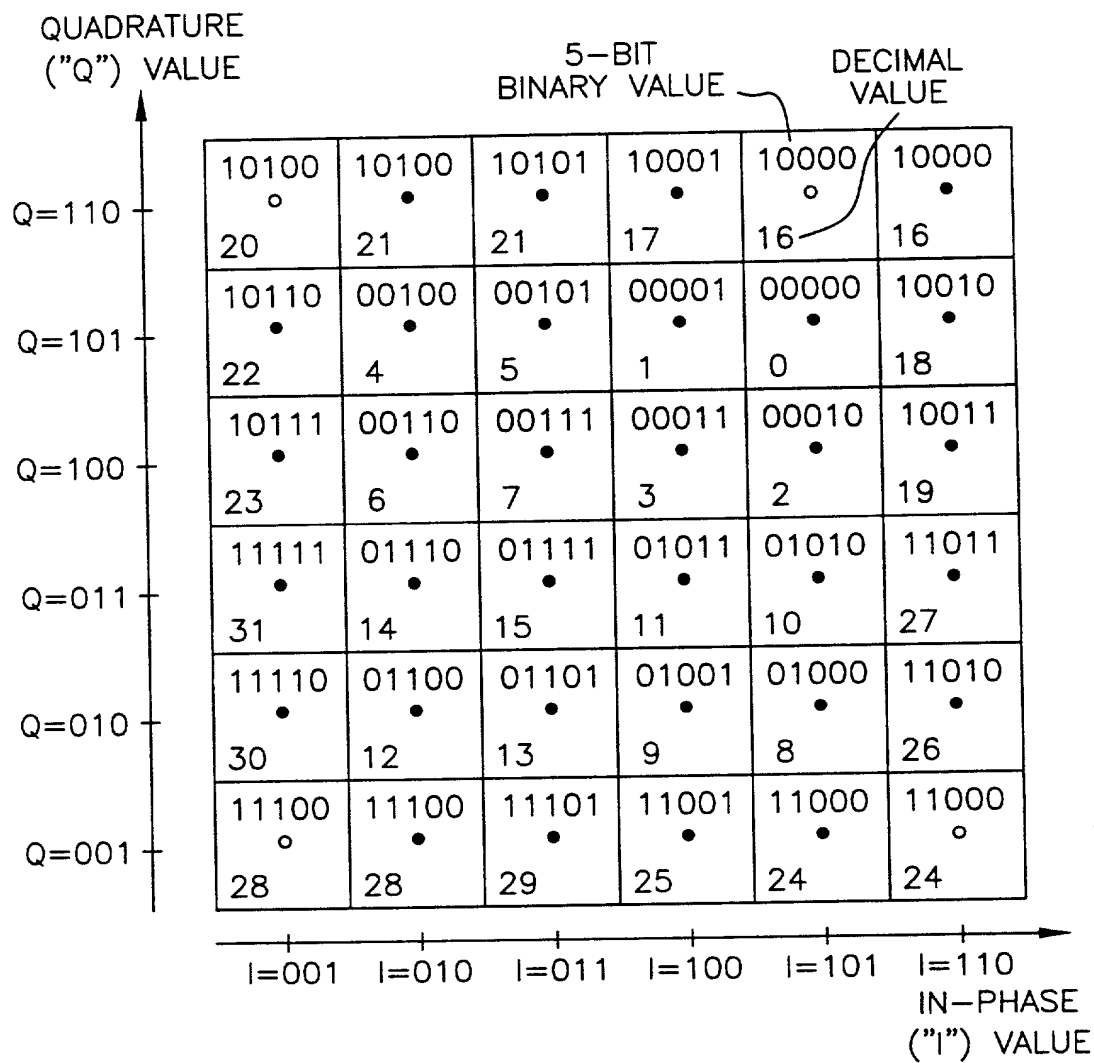 QUADRATURE
("Q") VALUE
5-BIT
BINARY VALUE
DECIMAL
VALUE
10100 10100 10101 10001 10000 10000
Q=110
20 21 21 17 16 16
10110 00100 00101 00001 00000 10010
Q=101
22 4 5 1 0 18
10111 00110 00111 00011 00010 10011
Q=100
23 6 7 3 2 19
11111 01110 01111 01011 01010 11011
Q=011
31 14 15 11 10 27
11110 01100 01101 01001 01000 11010
Q=010
30 12 13 9 8 26
11100 11100 11101 11001 11000 11000
Q=001
28 28 29 25 24 24
I=001 I=010 I=011 I=100 I=101 I=110
IN-PHASE
("I") VALUE